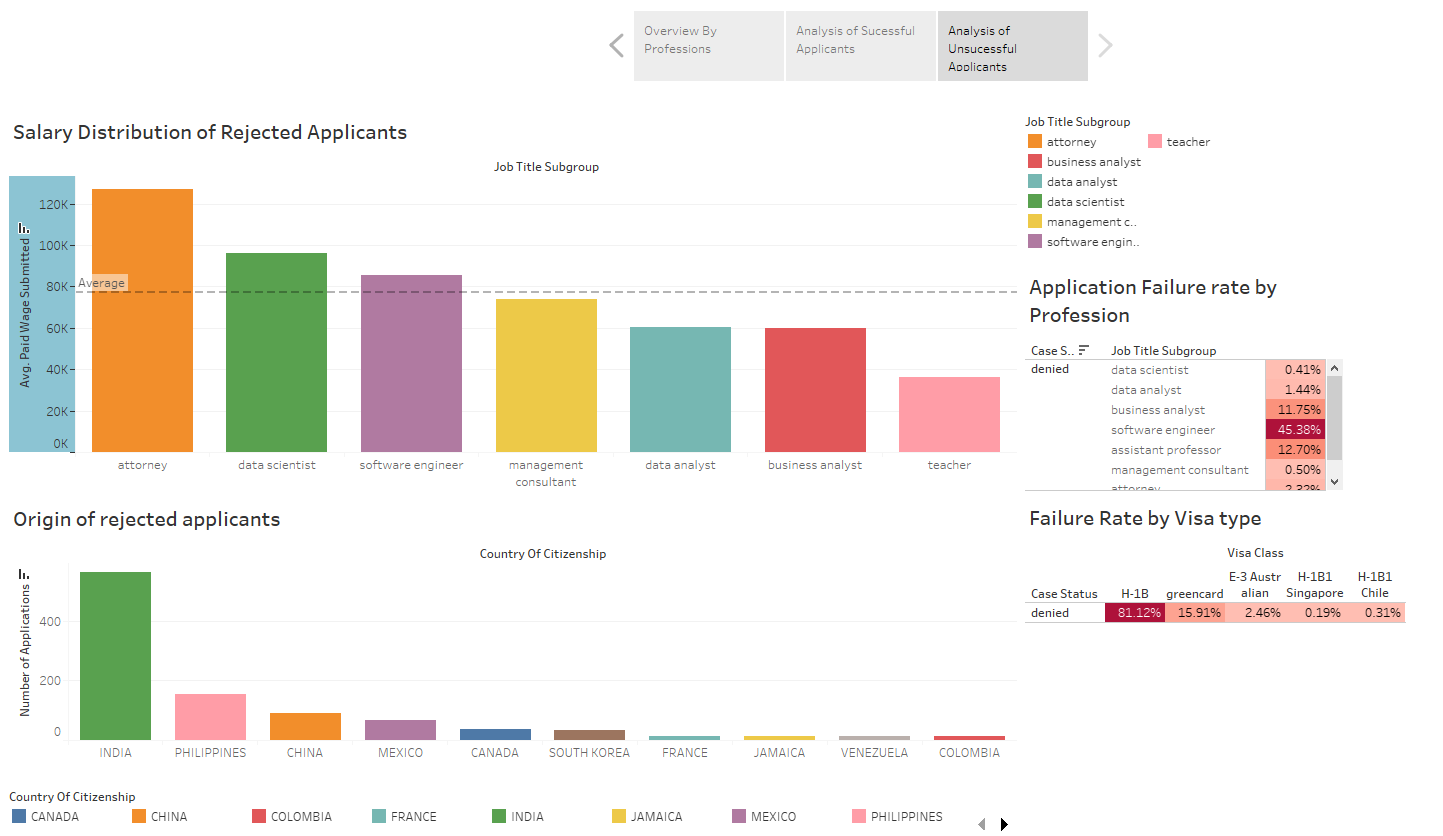 Overview By
Professions
Analysis of Sucessful
Applicants
Analysis of
Unsucessful
Applicants
Salary Distribution of Rejected Applicants
Job Title Subgroup
Avg. Paid Wage Submitted
120K
100K
80K
60K
40K
20K
0K
Average
attorney
data scientist
software engineer
management
consultant
data analyst
business analyst
teacher
Job Title Subgroup
attorney
teacher
business analyst
data analyst
data scientist
management c..
software engin..
Application Failure rate by
Profession
Case S..
Job Title Subgroup
denied
data scientist 0.41%
data analyst 1.44%
business analyst 11.75%
software engineer 45.38%
assistant professor 12.70%
management consultant 0.50%
attorney 2.32%
Origin of rejected applicants
Country Of Citizenship
Number of Applications
400
200
0
INDIA
PHILIPPINES
CHINA
MEXICO
CANADA
SOUTH KOREA
FRANCE
JAMAICA
VENEZUELA
COLOMBIA
Failure Rate by Visa type
Visa Class
Case Status
H-1B
greencard
E-3 Austr
alian
H-1B1
Singapore
H-1B1
Chile
denied 81.12% 15.91% 2.46% 0.19% 0.31%
Country Of Citizenship
CANADA
CHINA
COLOMBIA
FRANCE
INDIA
JAMAICA
MEXICO
PHILIPPINES